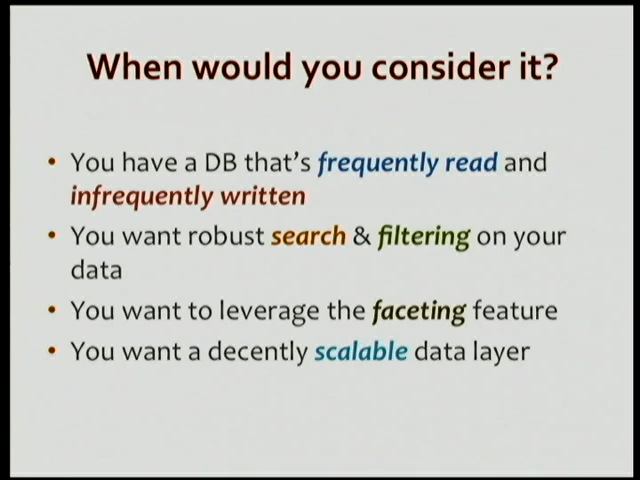 When would you consider it?
• You have a DB that's frequently read and
infrequently written
• You want robust search & filtering on your
data
• You want to leverage the faceting feature
• You want a decently scalable data layer